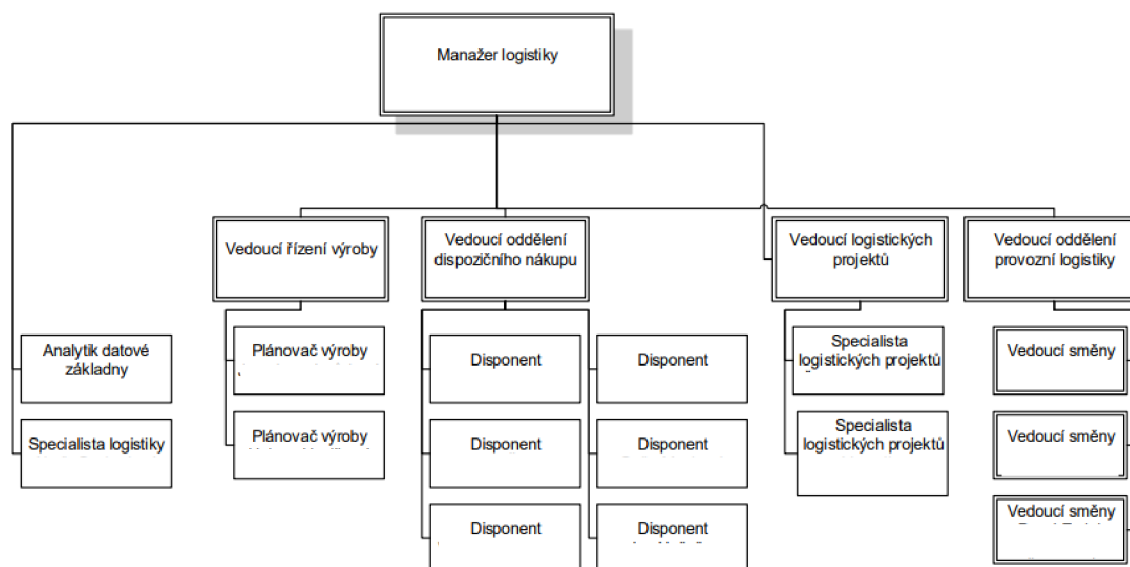 Manažer logistiky
Vedoucí řízení výroby
Vedoucí oddělení
dispozičního nákupu
Vedoucí logistických
projektů
Vedoucí oddělení
provozní logistiky
Analytik datové
základny
Plánovač výroby
Disponent
Disponent
Specialista
logistických projektů
Vedoucí směny
Specialista logistiky
Plánovač výroby
Disponent
Disponent
Specialista
logistických projektů
Vedoucí směny
Disponent
Disponent
Vedoucí směny